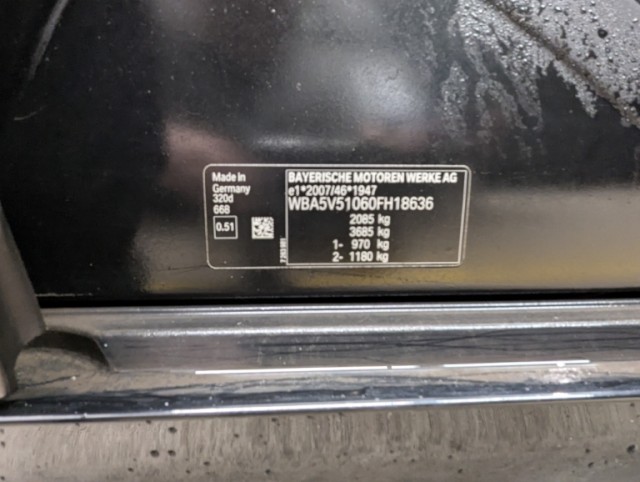 Made in
Germany
320d
668
0.51
BAYERISCHE MOTOREN WERKE AG
e1*2007/46*1947
WBA5V51060FH18636
2085 kg
3685 kg
1- 970 kg
2- 1180 kg